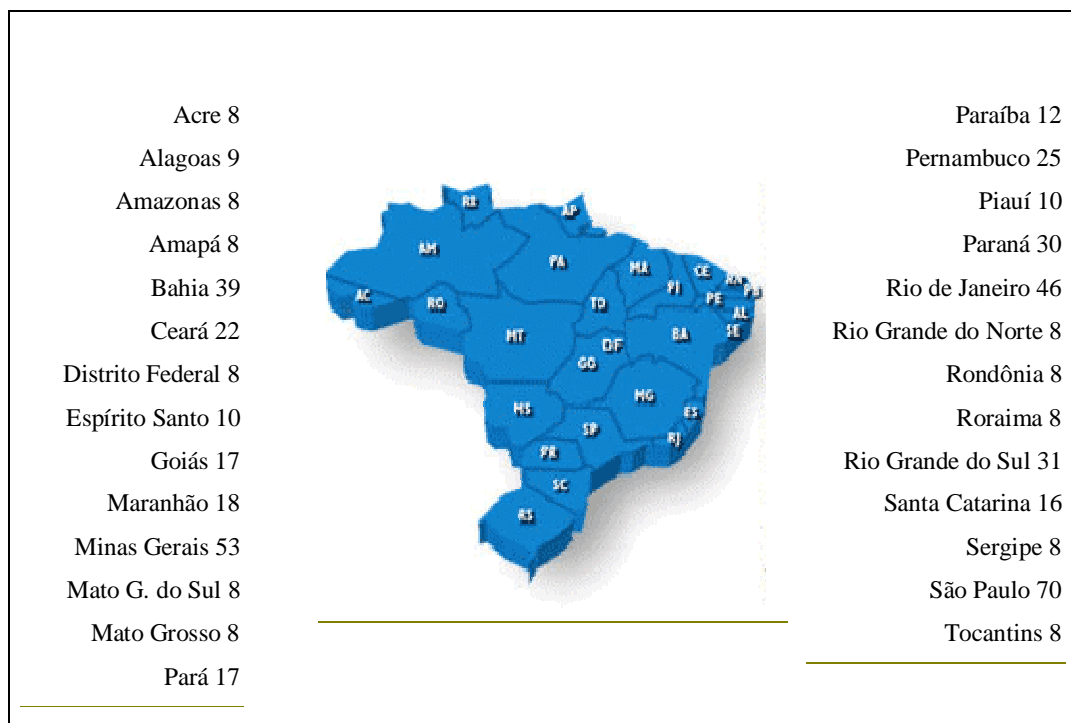 Acre 8
Alagoas 9
Amazonas 8
Amapá 8
Bahia 39
Ceará 22
Distrito Federal 8
Espírito Santo 10
Goiás 17
Maranhão 18
Minas Gerais 53
Mato G. do Sul 8
Mato Grosso 8
Pará 17
RR
AP
AM
PA
MA
CE
RN
PB
PI
PE
AL
SE
AC
RO
TO
BA
MT
DF
GO
MG
ES
MS
SP
RJ
PR
SC
RS
Paraíba 12
Pernambuco 25
Piauí 10
Paraná 30
Rio de Janeiro 46
Rio Grande do Norte 8
Rondônia 8
Roraima 8
Rio Grande do Sul 31
Santa Catarina 16
Sergipe 8
São Paulo 70
Tocantins 8